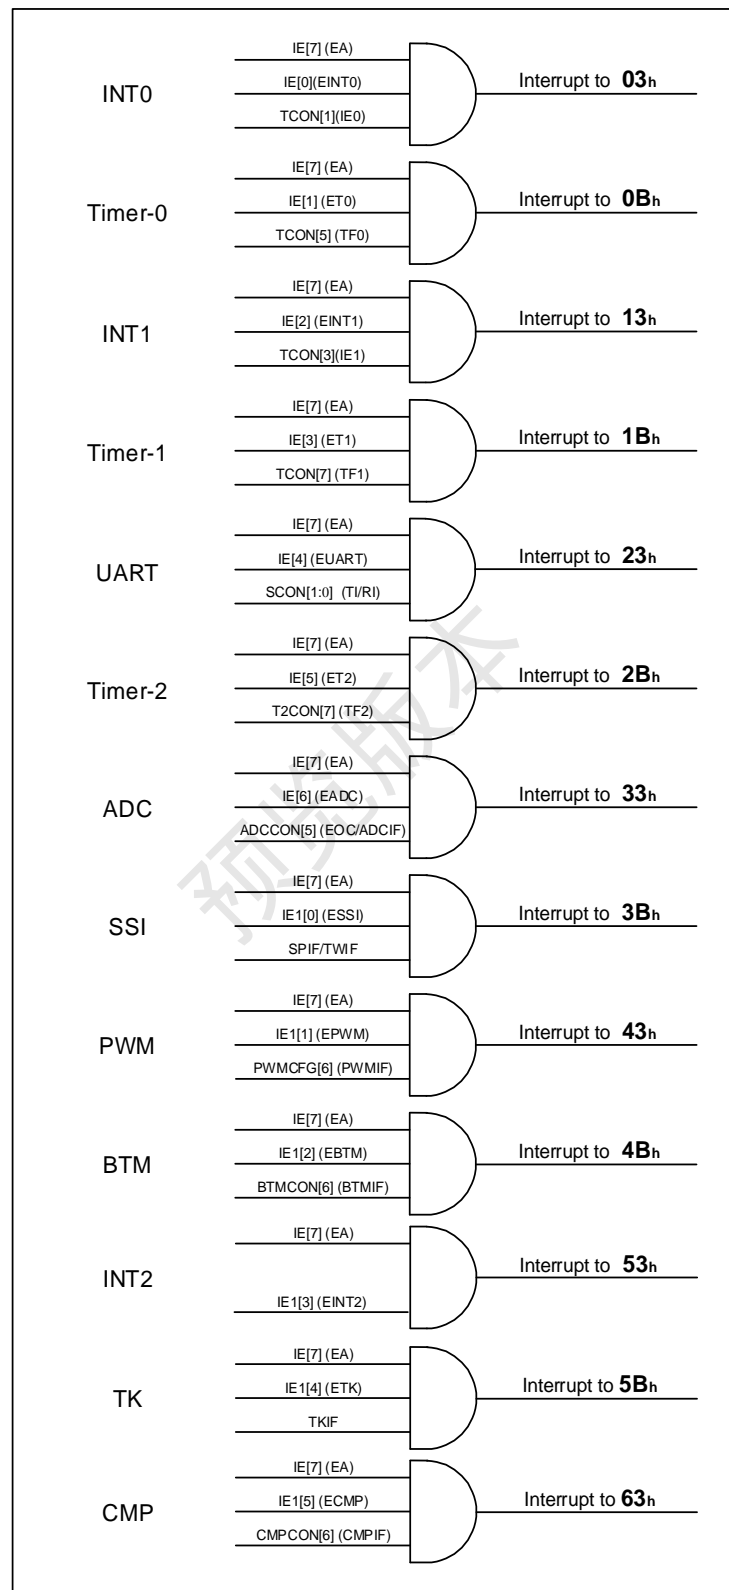 IE[7] (EA)
INT0
IE[0](EINT0)
Interrupt to 03h
TCON[1](IE0)
IE[7] (EA)
Timer-0
IE[1] (ET0)
Interrupt to 0Bh
TCON[5] (TF0)
IE[7] (EA)
INT1
IE[2] (EINT1)
Interrupt to 13h
TCON[3](IE1)
IE[7] (EA)
Timer-1
IE[3] (ET1)
Interrupt to 1Bh
TCON[7] (TF1)
IE[7] (EA)
UART
IE[4] (EUART)
Interrupt to 23h
SCON[1:0] (TI/RI)
IE[7] (EA)
Timer-2
IE[5] (ET2)
Interrupt to 2Bh
T2CON[7] (TF2)
IE[7] (EA)
ADC
IE[6] (EADC)
Interrupt to 33h
ADCCON[5] (EOC/ADCIF)
IE[7] (EA)
SSI
IE1[0] (ESSI)
Interrupt to 3Bh
SPIF/TWIF
IE[7] (EA)
PWM
IE1[1] (EPWM)
Interrupt to 43h
PWMCFG[6] (PWMIF)
IE[7] (EA)
BTM
IE1[2] (EBTM)
Interrupt to 4Bh
BTMCON[6] (BTMIF)
IE[7] (EA)
INT2
Interrupt to 53h
IE1[3] (EINT2)
IE[7] (EA)
TK
IE1[4] (ETK)
Interrupt to 5Bh
TKIF
IE[7] (EA)
CMP
IE1[5] (ECMP)
Interrupt to 63h
CMPCON[6] (CMPIF)
预览版本